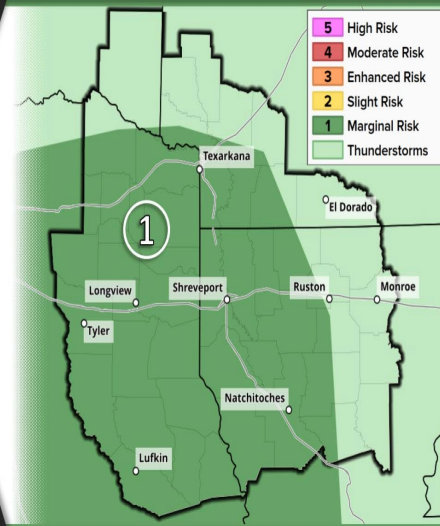 5 High Risk
4 Moderate Risk
3 Enhanced Risk
2 Slight Risk
1 Marginal Risk
Thunderstorms
Texarkana
El Dorado
1
Longview
Shreveport
Ruston
Monroe
Tyler
Natchitoches
Lufkin